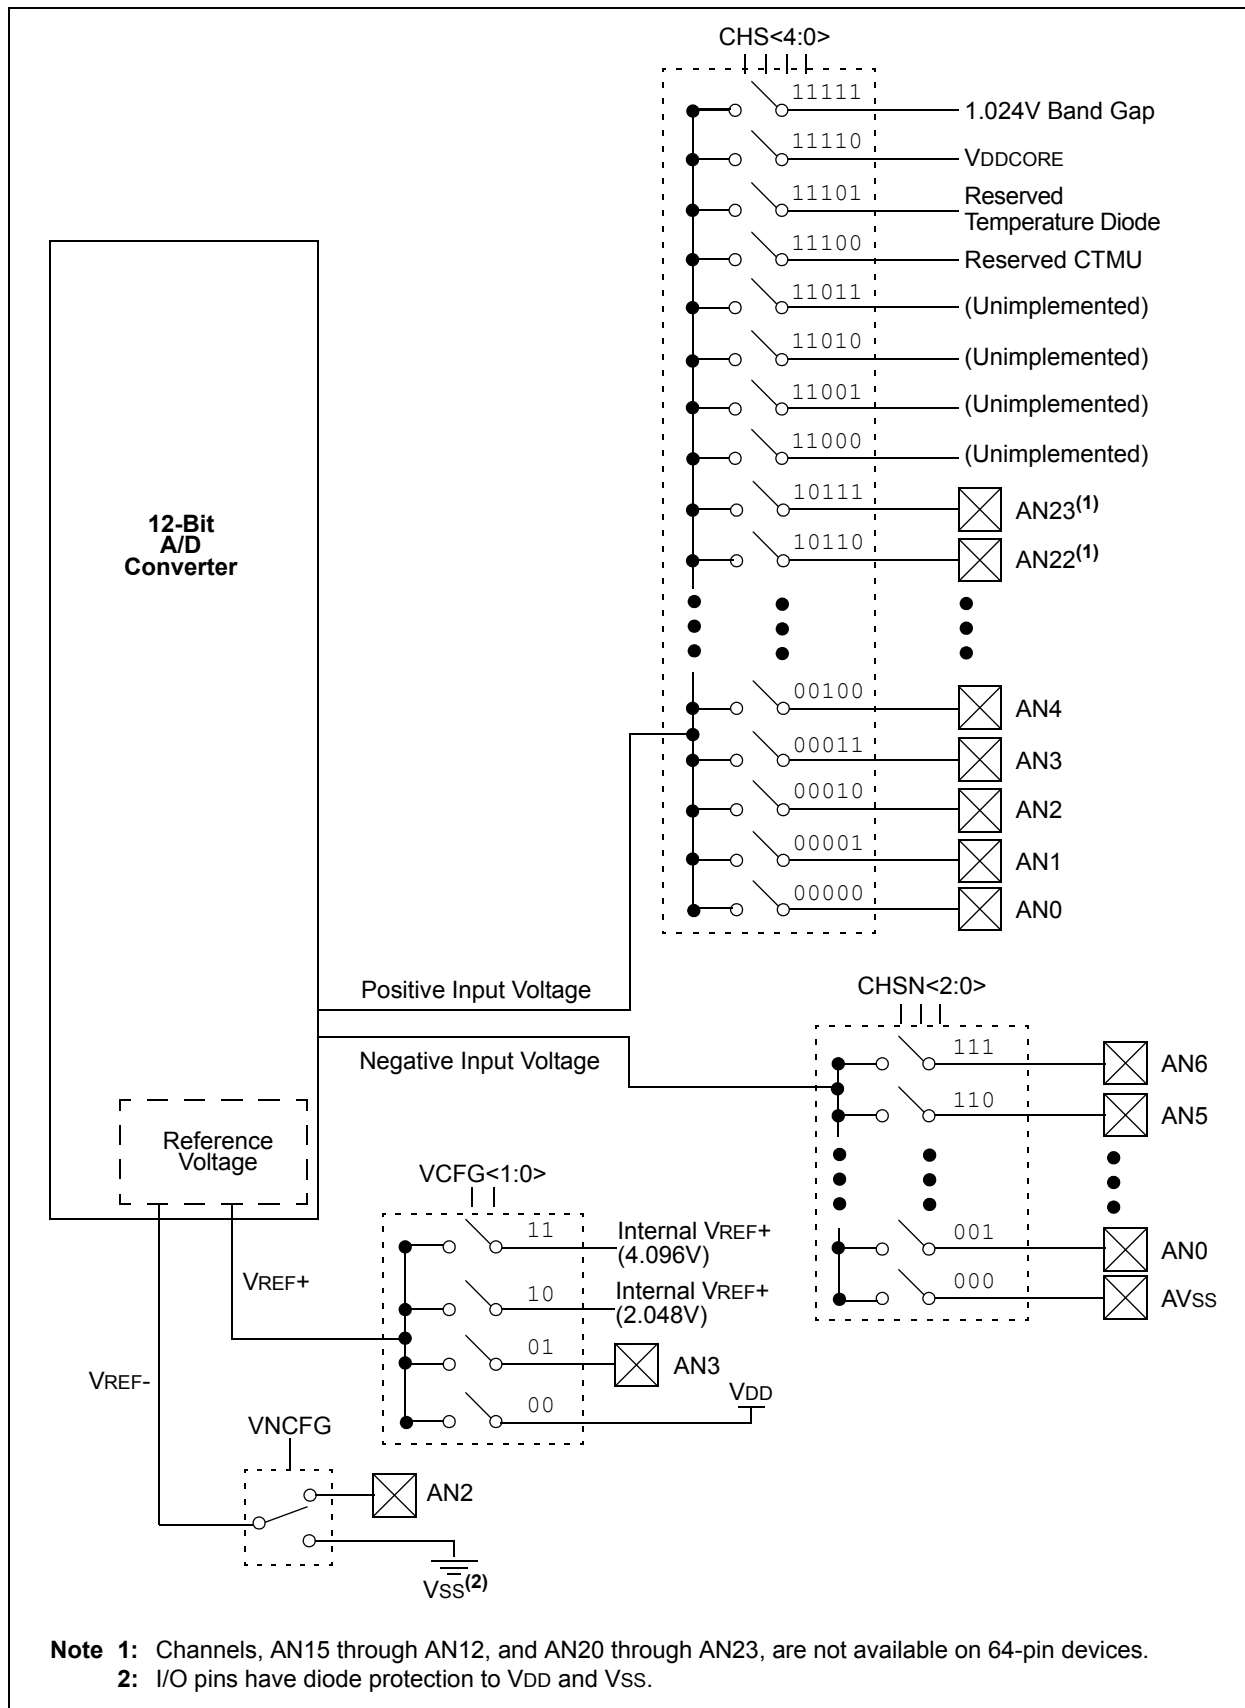 CHS<4:0>
11111 1.024V Band Gap
11110 VDDCORE
11101 Reserved
Temperature Diode
11100 Reserved CTMU
11011 (Unimplemented)
11010 (Unimplemented)
11001 (Unimplemented)
11000 (Unimplemented)
10111 AN23(1)
10110 AN22(1)
12-Bit
A/D
Converter
00100 AN4
00011 AN3
00010 AN2
00001 AN1
00000 AN0
Positive Input Voltage
Negative Input Voltage
CHSN<2:0>
111 AN6
110 AN5
001 AN0
000 AVSS
Reference
Voltage
VCFG<1:0>
11 Internal VREF+
(4.096V)
10 Internal VREF+
(2.048V)
01 AN3
00 VDD
VREF+
VREF-
VNCFG
AN2
VSS(2)
Note 1: Channels, AN15 through AN12, and AN20 through AN23, are not available on 64-pin devices.
2: I/O pins have diode protection to VDD and VSS.